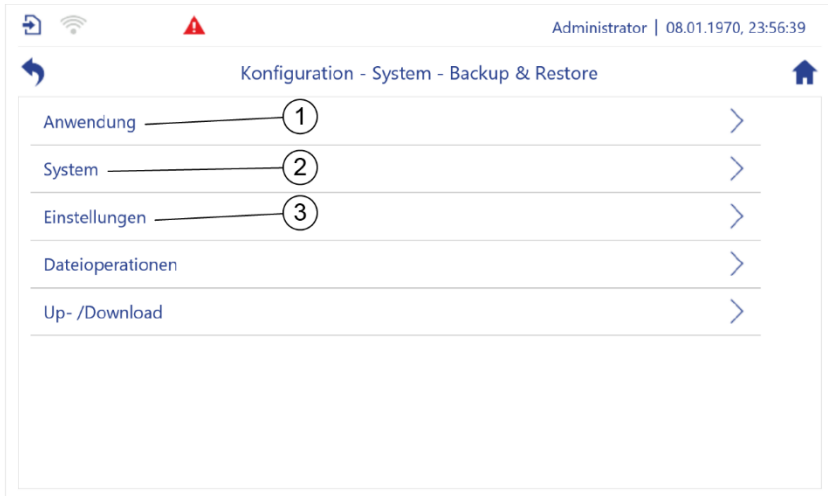 Administrator | 08.01.1970, 23:56:39
Konfiguration - System - Backup & Restore
Anwendung 1
System 2
Einstellungen 3
Dateioperationen
Up- /Download